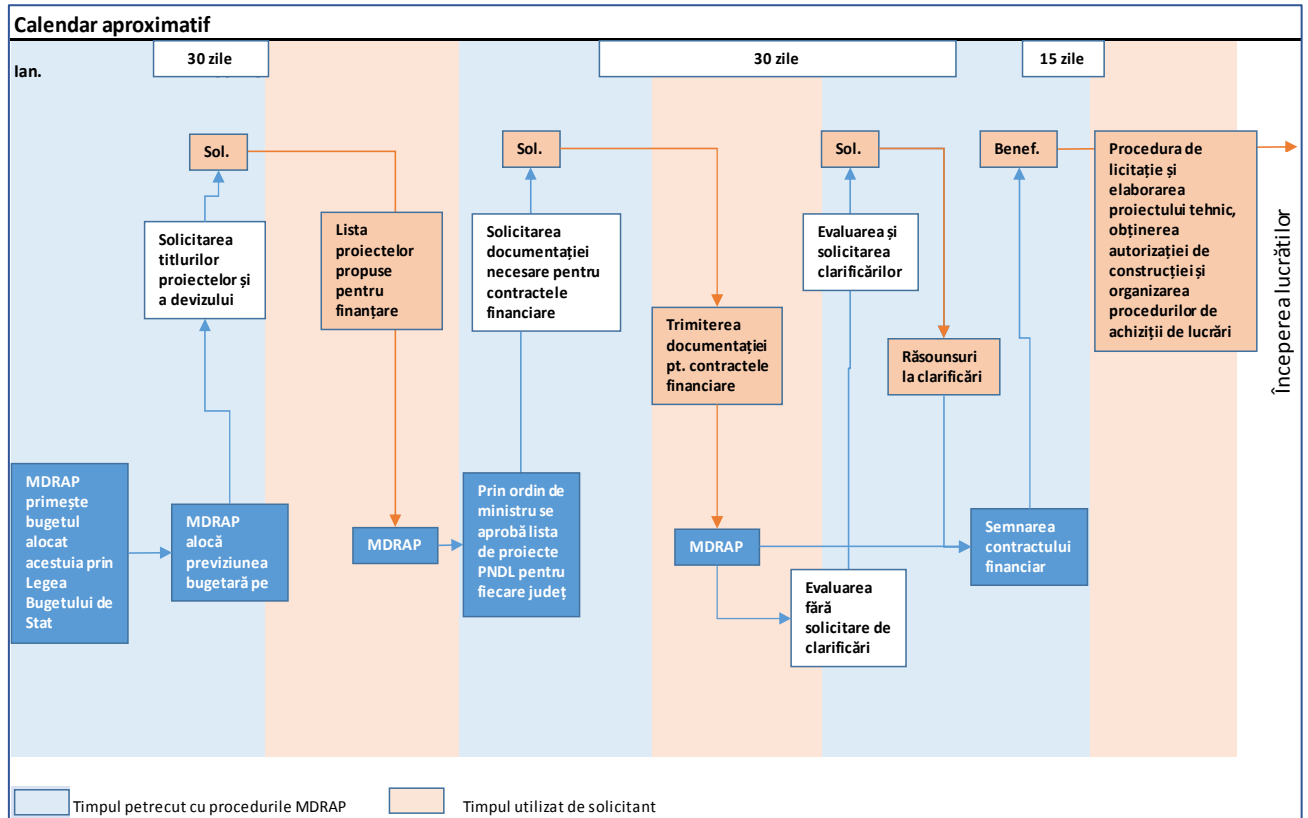 Calendar aproximatif
30 zile
30 zile
15 zile
Ian.
Sol.
Sol.
Sol.
Benef.
Procedura de
licitație și
elaborarea
proiectului tehnic,
obținerea
autorizației de
construcție și
organizarea
procedurilor de
achiziții de lucrări
Începerea lucrătilor
Solicitarea
titlurilor
proiectelor și
a devizului
Lista
proiectelor
propuse
pentru
finanțare
Solicitarea
documentației
necesare pentru
contractele
financiare
Evaluarea și
solicitarea
clarificărilor
Trimiterea
documentației
pt. contractele
financiare
Răsounsuri
la clarificări
MDRAP
primește
bugetul
alocat
acestuia prin
Legea
Bugetului de
Stat
MDRAP
alocă
previziunea
bugetară pe
MDRAP
Prin ordin de
ministru se
aprobă lista
de proiecte
PNDL pentru
fiecare județ
MDRAP
Evaluarea
fără
solicitare de
clarificări
Semnarea
contractului
financiar
Timpul petrecut cu procedurile MDRAP
Timpul utilizat de solicitant